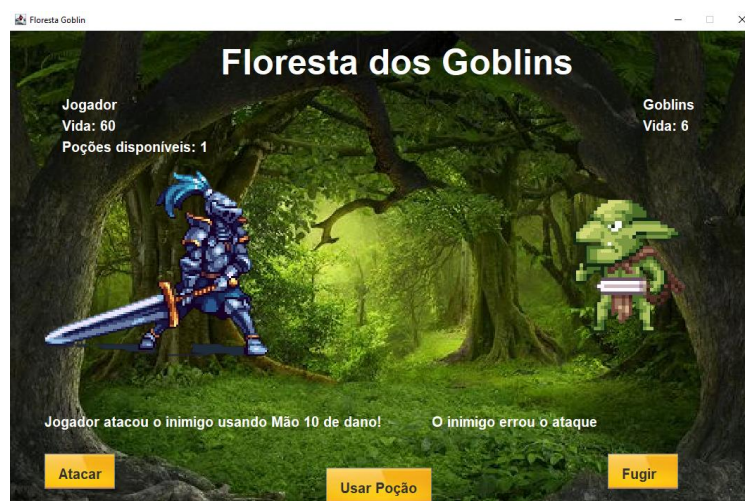 Floresta Goblin
Floresta dos Goblins
Jogador
Vida: 60
Poções disponíveis: 1
Goblins
Vida: 6
Jogador atacou o inimigo usando Mão 10 de dano!
O inimigo errou o ataque
Atacar
Usar Poção
Fugir